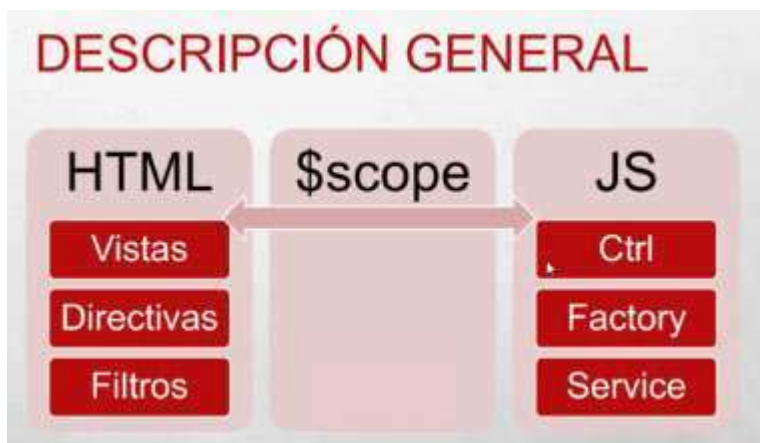 DESCRIPCIÓN GENERAL
HTML
Vistas
Directivas
Filtros
$scope
JS
Ctrl
Factory
Service